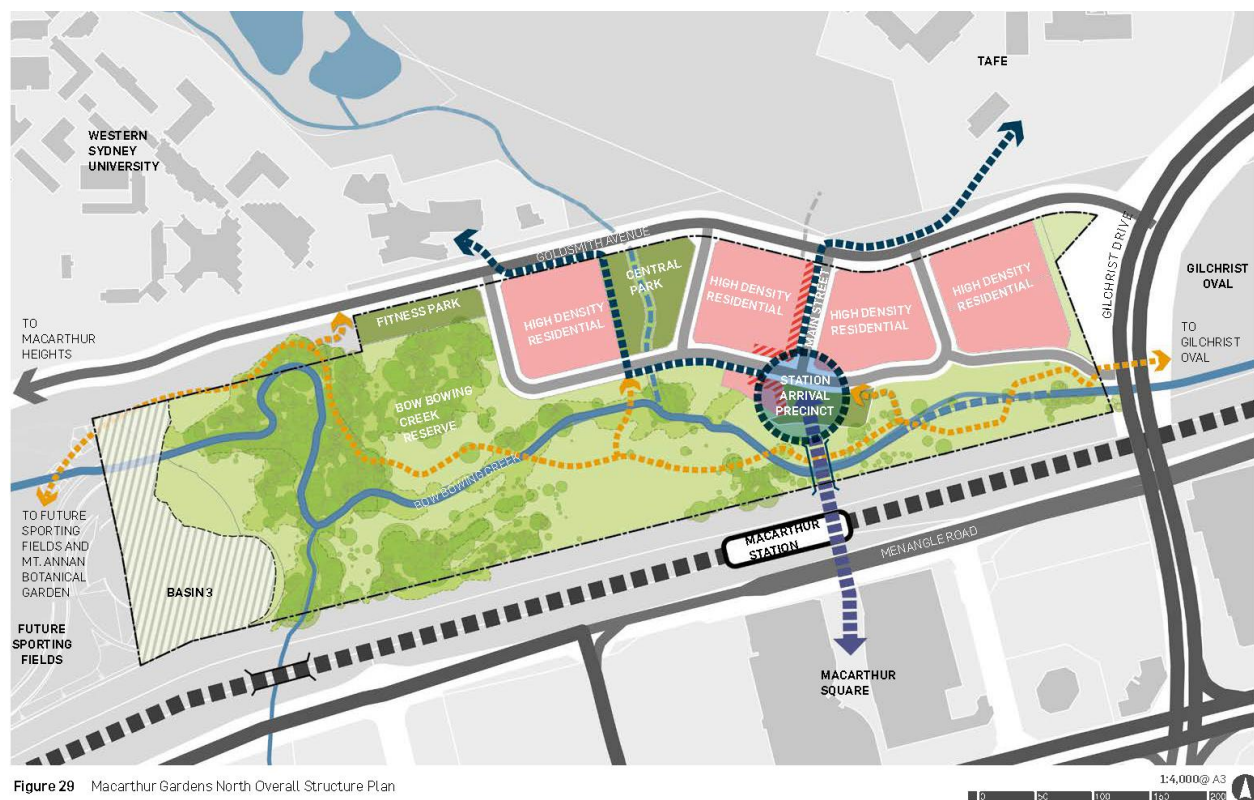 TAFE
WESTERN
SYDNEY
UNIVERSITY
GOLDSMITH AVENUE
GILCHRIST DRIVE
GILCHRIST
OVAL
CENTRAL
PARK
HIGH DENSITY
RESIDENTIAL
HIGH DENSITY
RESIDENTIAL
MAIN STREET
HIGH DENSITY
RESIDENTIAL
HIGH DENSITY
RESIDENTIAL
FITNESS PARK
TO
MACARTHUR
HEIGHTS
TO
GILCHRIST
OVAL
STATION
ARRIVAL
PRECINCT
BOW BOWING
CREEK
RESERVE
BOW BOWING CREEK
TO FUTURE
SPORTING
FIELDS AND
MT. ANNAN
BOTANICAL
GARDEN
BASIN 3
FUTURE
SPORTING
FIELDS
MACARTHUR
STATION
MENANGLE ROAD
MACARTHUR
SQUARE
Figure 29 Macarthur Gardens North Overall Structure Plan
1:4,000@ A3
0 50 100 150 200